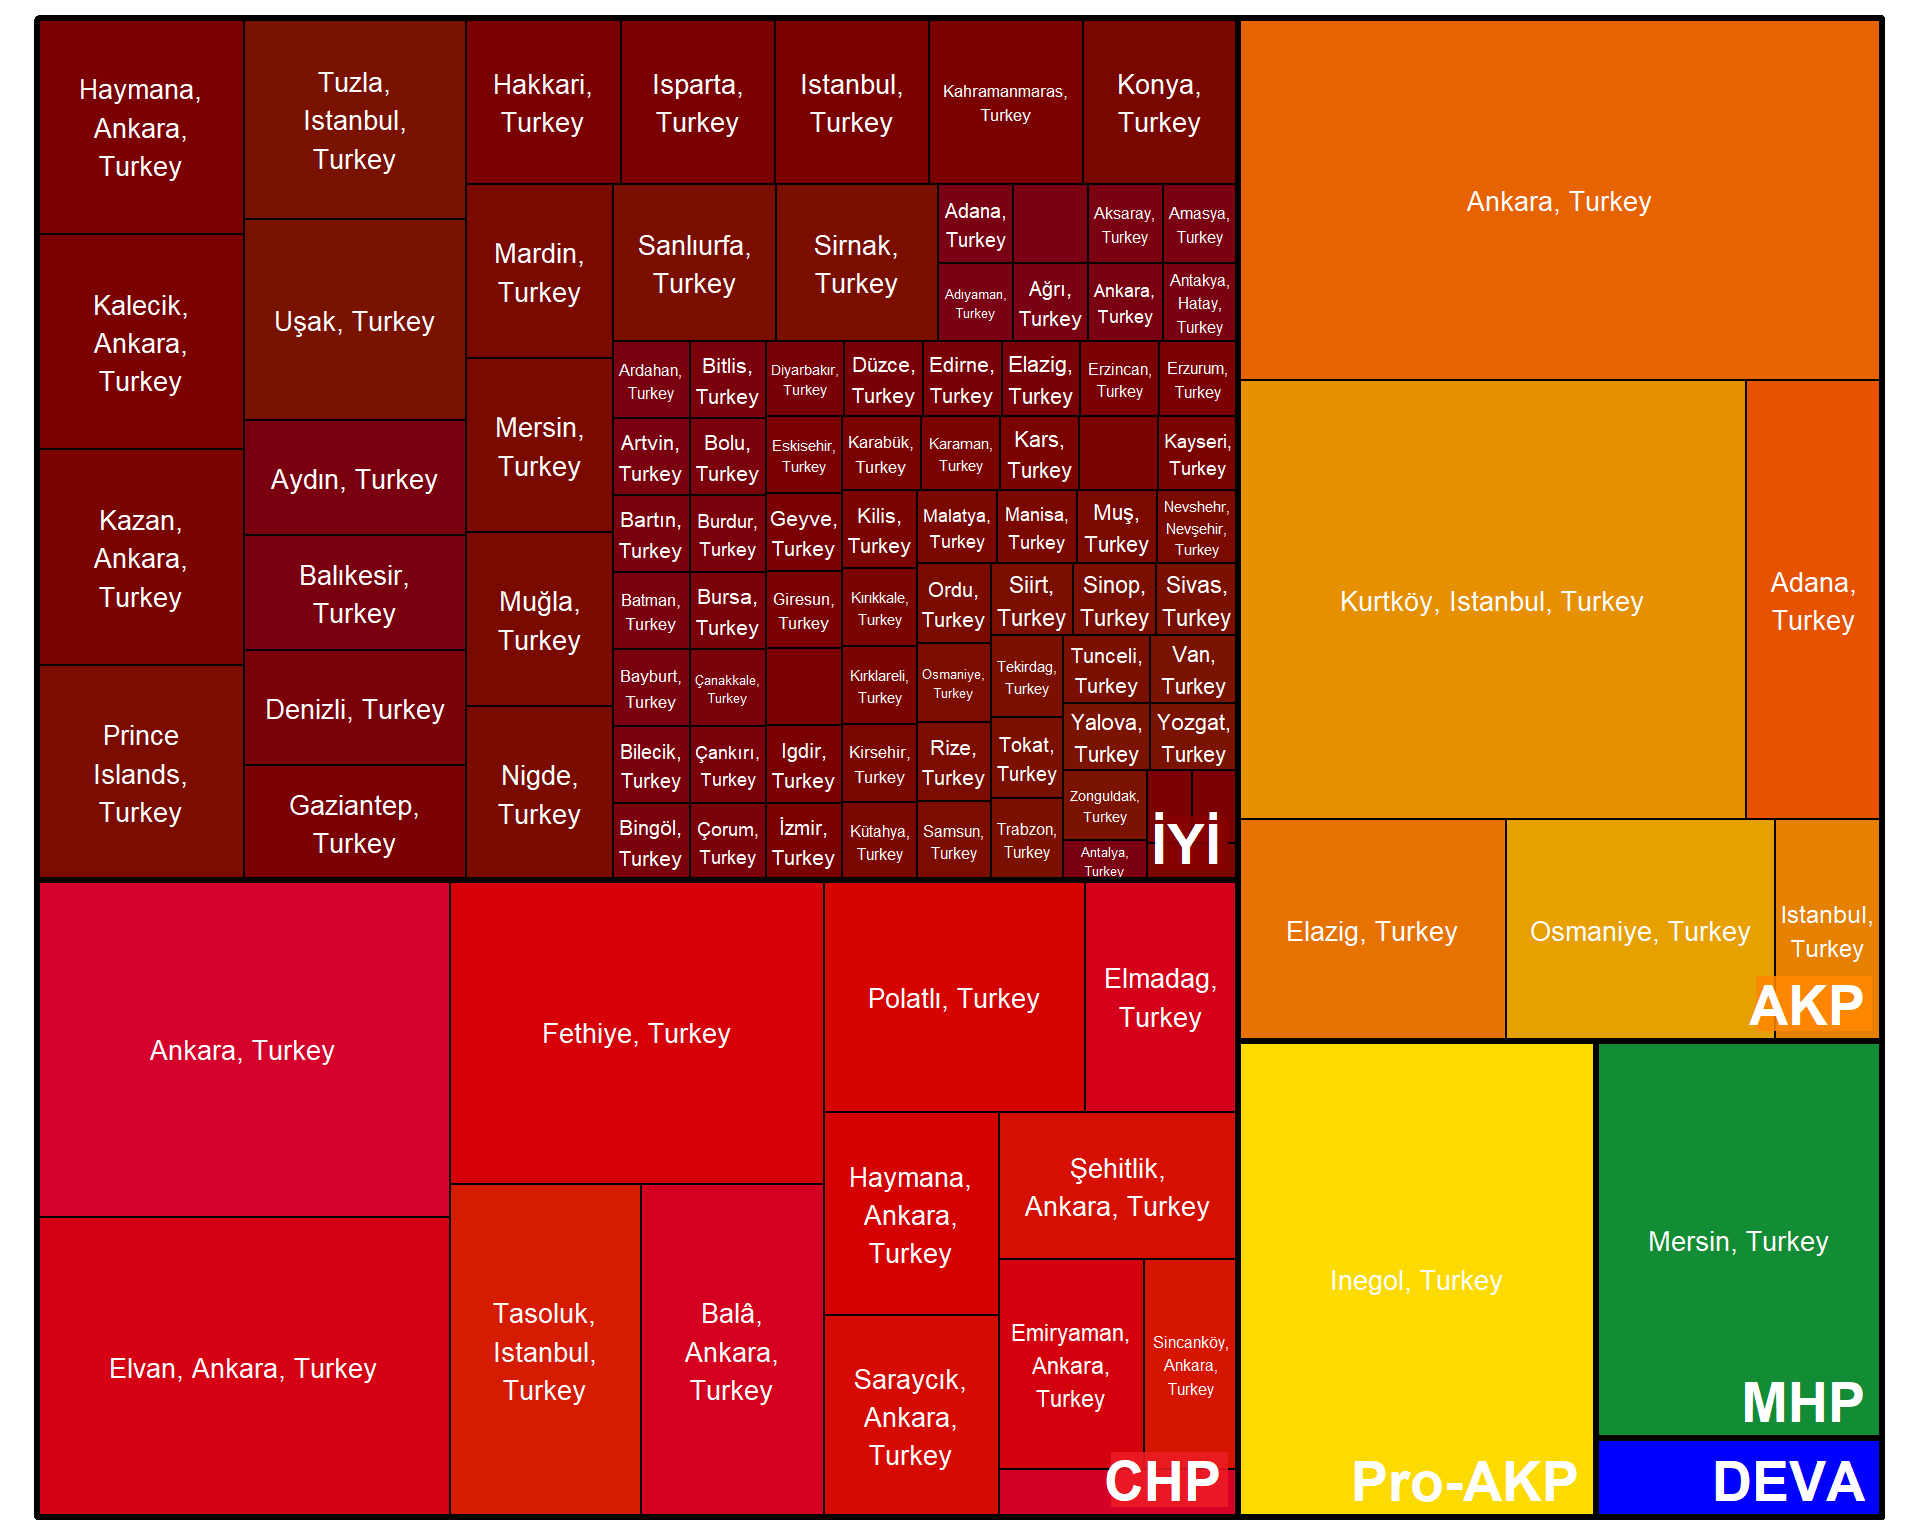 Haymana,
Ankara,
Turkey
Kalecik,
Ankara,
Turkey
Kazan,
Ankara,
Turkey
Prince
Islands,
Turkey
Tuzla,
Istanbul,
Turkey
Uşak, Turkey
Aydın, Turkey
Balıkesir,
Turkey
Denizli, Turkey
Gaziantep,
Turkey
Hakkari,
Turkey
Isparta,
Turkey
Istanbul,
Turkey
Kahramanmaras,
Turkey
Konya,
Turkey
Mardin,
Turkey
Mersin,
Turkey
Muğla,
Turkey
Nigde,
Turkey
Sanlıurfa,
Turkey
Sirnak,
Turkey
Adana,
Turkey
Aksaray,
Turkey
Amasya,
Turkey
Adıyaman,
Turkey
Ağrı,
Turkey
Ankara,
Turkey
Antakya,
Hatay,
Turkey
Ardahan,
Turkey
Bitlis,
Turkey
Diyarbakır,
Turkey
Düzce,
Turkey
Edirne,
Turkey
Elazig,
Turkey
Erzincan,
Turkey
Erzurum,
Turkey
Artvin,
Turkey
Bolu,
Turkey
Eskisehir,
Turkey
Karabük,
Turkey
Karaman,
Turkey
Kars,
Turkey
Kayseri,
Turkey
Bartın,
Turkey
Burdur,
Turkey
Geyve,
Turkey
Kilis,
Turkey
Malatya,
Turkey
Manisa,
Turkey
Muş,
Turkey
Nevshehr,
Nevşehir,
Turkey
Batman,
Turkey
Bursa,
Turkey
Giresun,
Turkey
Kırıkkale,
Turkey
Ordu,
Turkey
Siirt,
Turkey
Sinop,
Turkey
Sivas,
Turkey
Bayburt,
Turkey
Çanakkale,
Turkey
Kırklareli,
Turkey
Osmaniye,
Turkey
Tekirdag,
Turkey
Tunceli,
Turkey
Van,
Turkey
Bilecik,
Turkey
Çankırı,
Turkey
Igdir,
Turkey
Kirsehir,
Turkey
Rize,
Turkey
Tokat,
Turkey
Yalova,
Turkey
Yozgat,
Turkey
Bingöl,
Turkey
Çorum,
Turkey
İzmir,
Turkey
Kütahya,
Turkey
Samsun,
Turkey
Trabzon,
Turkey
Zonguldak,
Turkey
Antalya,
Turkey
İYİ
Ankara, Turkey
Kurtköy, Istanbul, Turkey
Adana,
Turkey
Elazig, Turkey
Osmaniye, Turkey
Istanbul,
Turkey
AKP
Ankara, Turkey
Elvan, Ankara, Turkey
Fethiye, Turkey
Tasoluk,
Istanbul,
Turkey
Balâ,
Ankara,
Turkey
Polatlı, Turkey
Elmadag,
Turkey
Haymana,
Ankara,
Turkey
Şehitlik,
Ankara, Turkey
Saraycık,
Ankara,
Turkey
Emiryaman,
Ankara,
Turkey
Sincanköy,
Ankara,
Turkey
CHP
Inegol, Turkey
Pro-AKP
Mersin, Turkey
MHP
DEVA